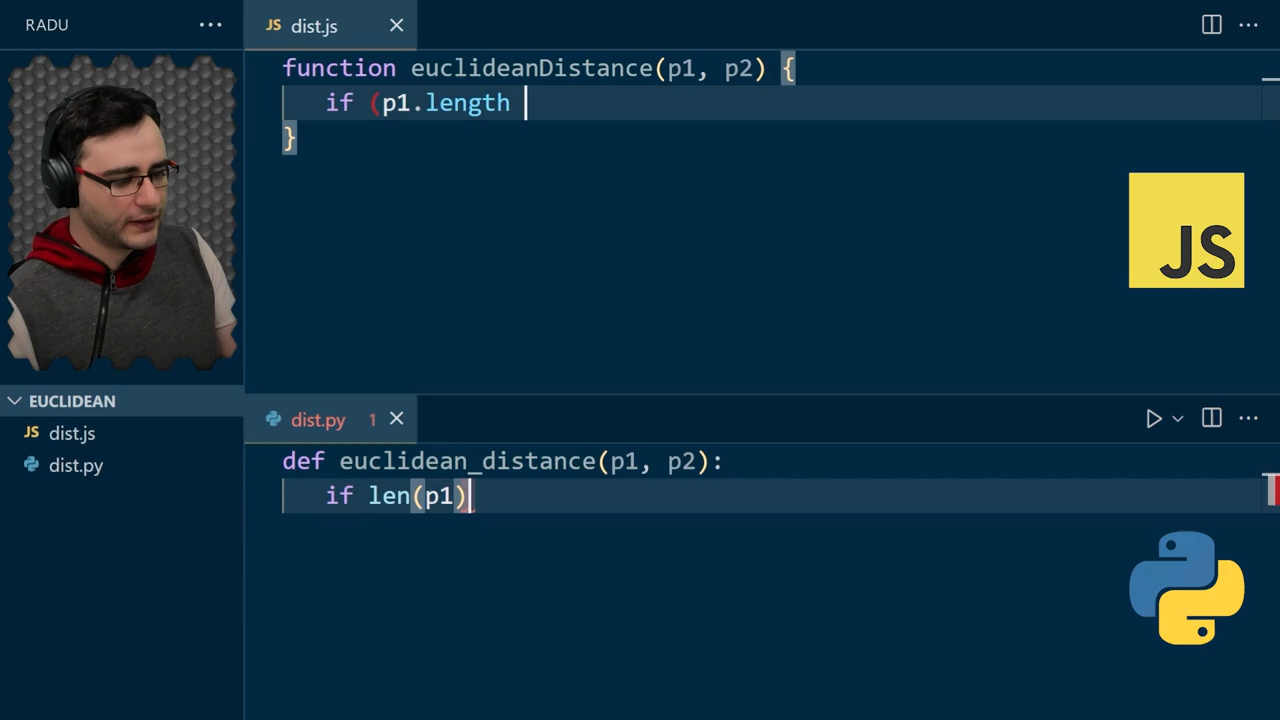 RADU
JS dist.js
function euclideanDistance(p1, p2) {
if (p1.length
}
JS
EUCLIDEAN
JS dist.js
dist.py
dist.py 1
def euclidean_distance(p1, p2):
if len(p1)